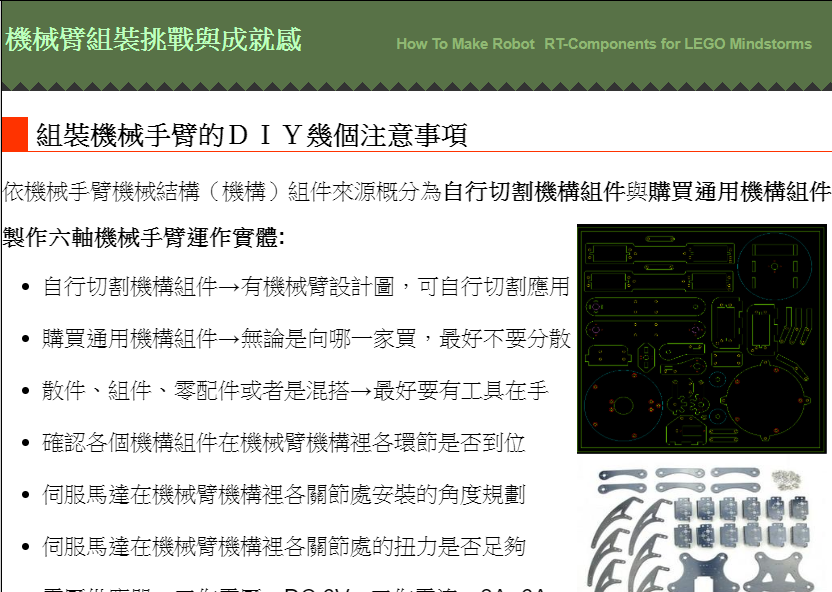 機械臂組裝挑戰與成就感
How To Make Robot RT-Components for LEGO Mindstorms
組裝機械手臂的ＤＩＹ幾個注意事項
依機械手臂機械結構（機構）組件來源概分為自行切割機構組件與購買通用機構組件
製作六軸機械手臂運作實體:
自行切割機構組件→有機械臂設計圖，可自行切割應用
購買通用機構組件→無論是向哪一家買，最好不要分散
散件、組件、零配件或者是混搭→最好要有工具在手
確認各個機構組件在機械臂機構裡各環節是否到位
伺服馬達在機械臂機構裡各關節處安裝的角度規劃
伺服馬達在機械臂機構裡各關節處的扭力是否足夠